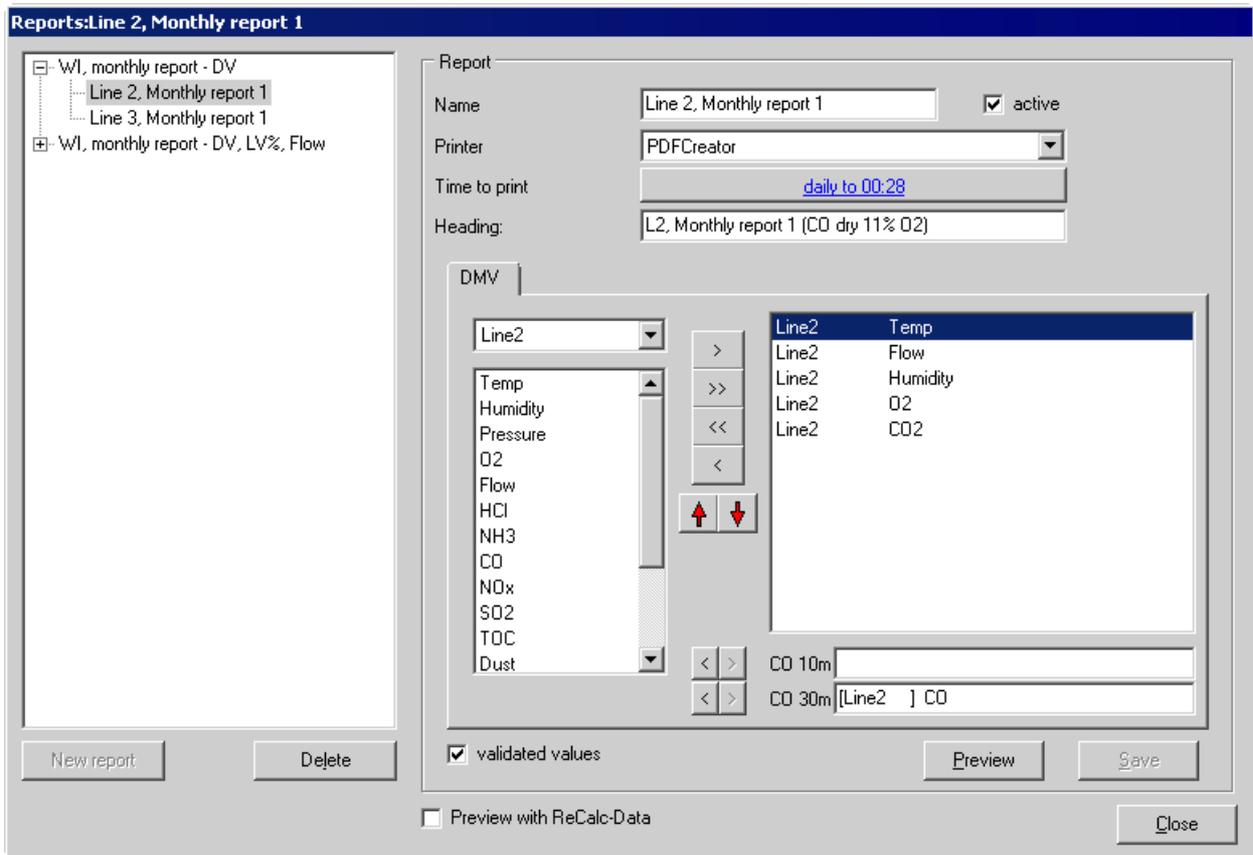 Reports:Line 2, Monthly report 1
WI, monthly report - DV
Line 2, Monthly report 1
Line 3, Monthly report 1
WI, monthly report - DV, LV%, Flow
New report
Delete
Report
Name
Line 2, Monthly report 1
active
Printer
PDFCreator
Time to print
daily to 00:28
Heading:
L2, Monthly report 1 (CO dry 11% O2)
DMV
Line2
Temp
Humidity
Pressure
O2
Flow
HCl
NH3
CO
NOx
SO2
TOC
Dust
>
>>
<<
<
Line2 Temp
Line2 Flow
Line2 Humidity
Line2 O2
Line2 CO2
< > CO 10m
< > CO 30m [Line2 ] CO
validated values
Preview
Save
Preview with ReCalc-Data
Close